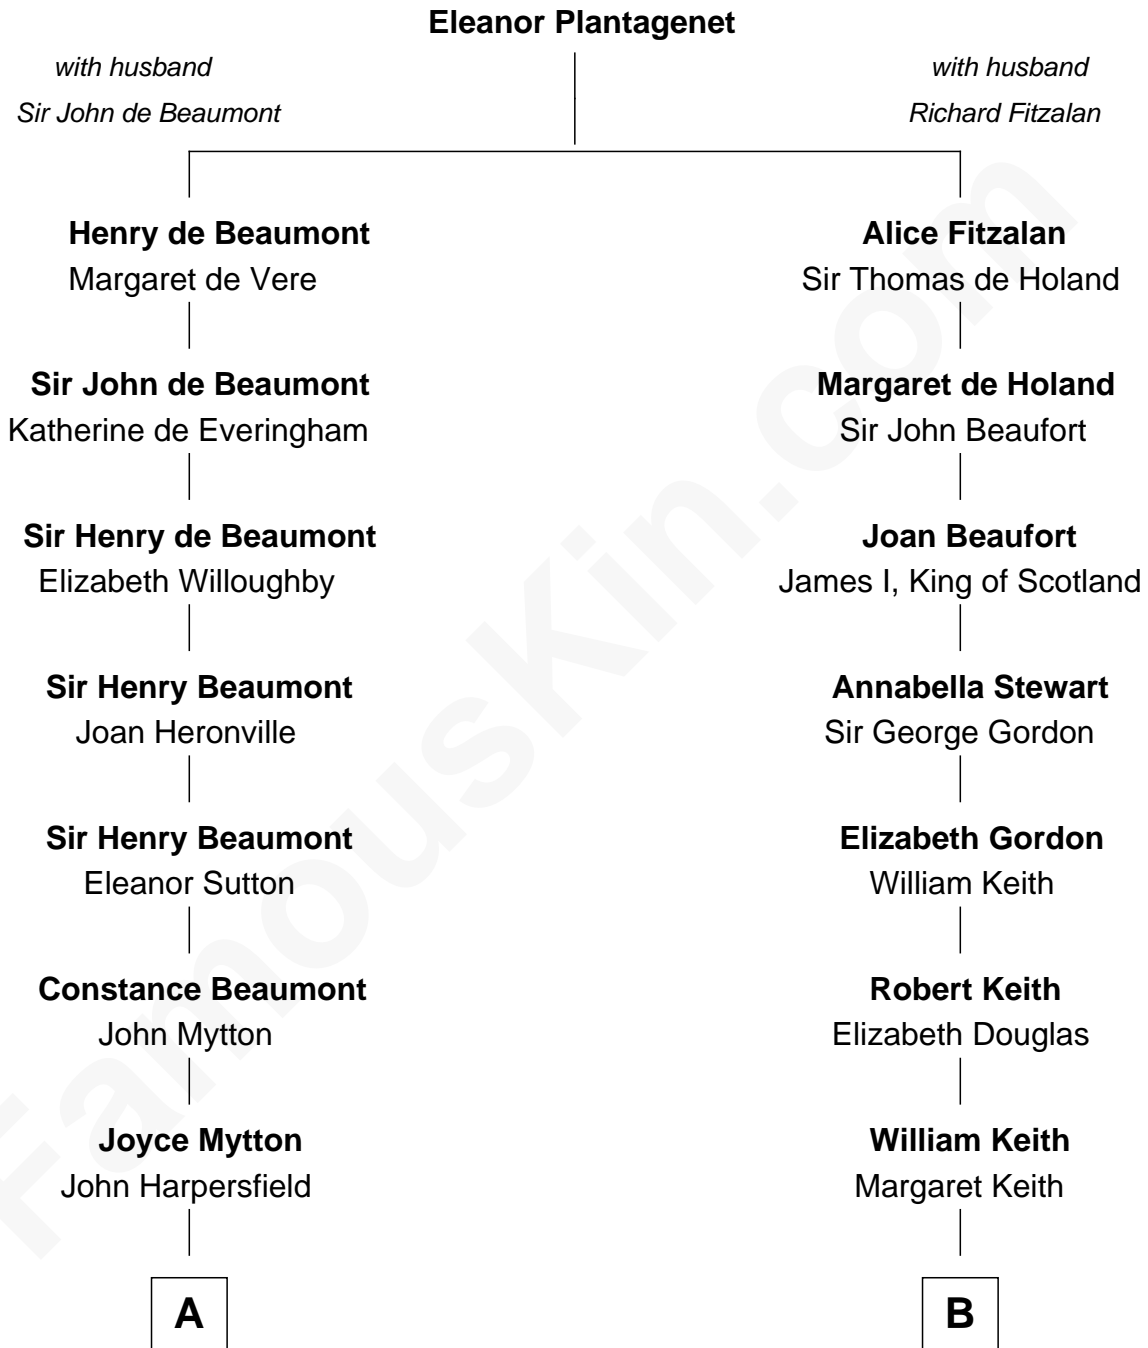 Eleanor Plantagenet
with husband
Sir John de Beaumont
with husband
Richard Fitzalan
Henry de Beaumont
Margaret de Vere
Sir John de Beaumont
Katherine de Everingham
Sir Henry de Beaumont
Elizabeth Willoughby
Sir Henry Beaumont
Joan Heronville
Sir Henry Beaumont
Eleanor Sutton
Constance Beaumont
John Mytton
Joyce Mytton
John Harpersfield
A
Alice Fitzalan
Sir Thomas de Holand
Margaret de Holand
Sir John Beaufort
Joan Beaufort
James I, King of Scotland
Annabella Stewart
Sir George Gordon
Elizabeth Gordon
William Keith
Robert Keith
Elizabeth Douglas
William Keith
Margaret Keith
B
FamousKin.com